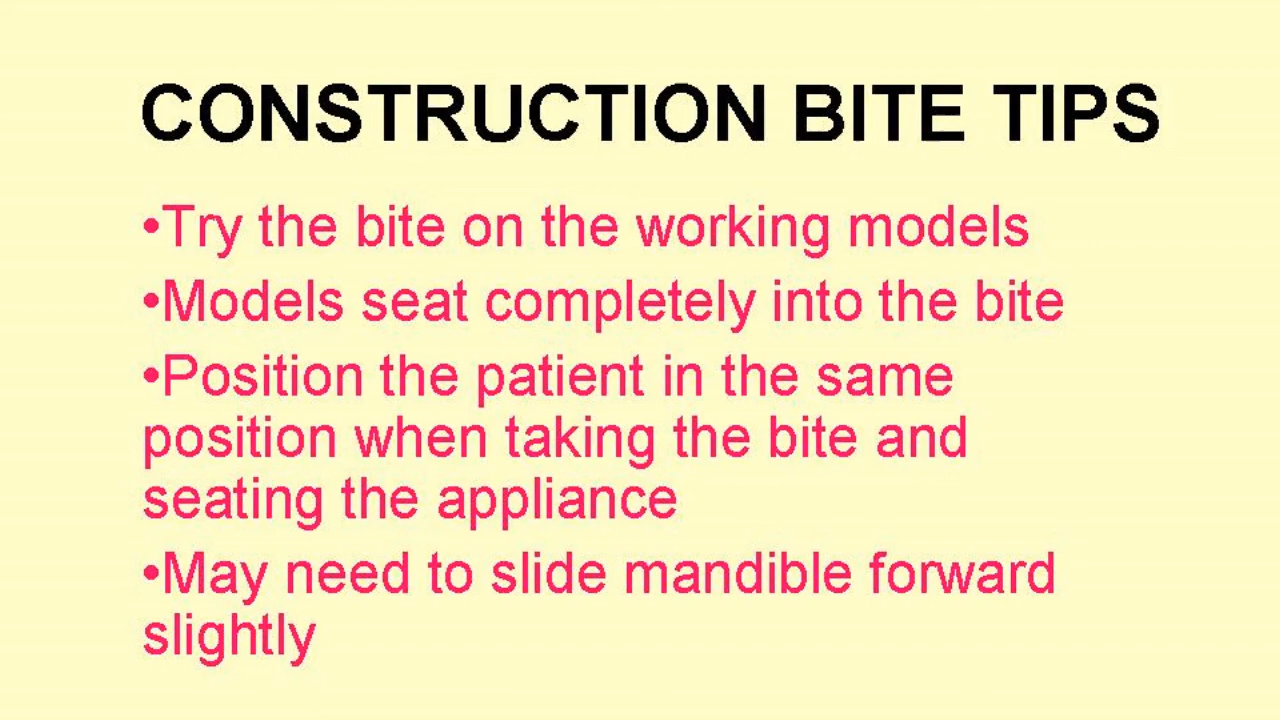 CONSTRUCTION BITE TIPS
•Try the bite on the working models
•Models seat completely into the bite
•Position the patient in the same
position when taking the bite and
seating the appliance
•May need to slide mandible forward
slightly